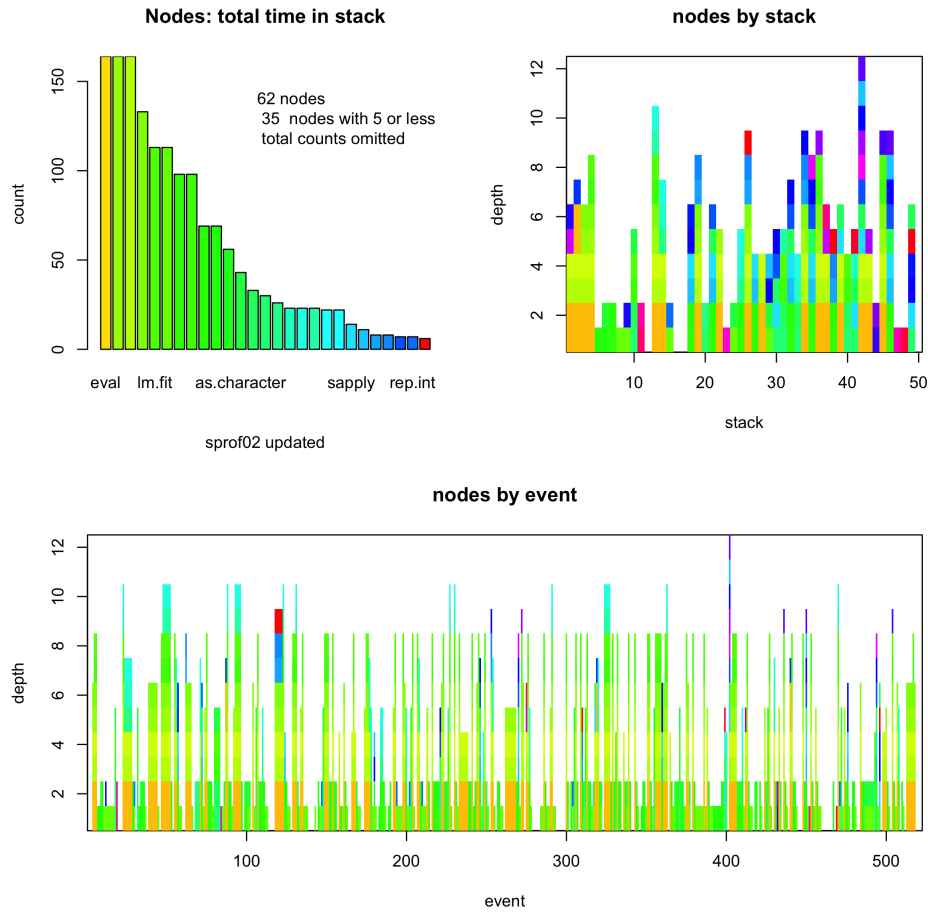 Nodes: total time in stack
count
0
50
100
150
62 nodes
35  nodes with 5 or less
total counts omitted
eval lm.fit as.character sapply rep.int
sprof02 updated
nodes by stack
depth
2
4
6
8
10
12
10 20 30 40 50
stack
nodes by event
depth
2
4
6
8
10
12
100 200 300 400 500
event